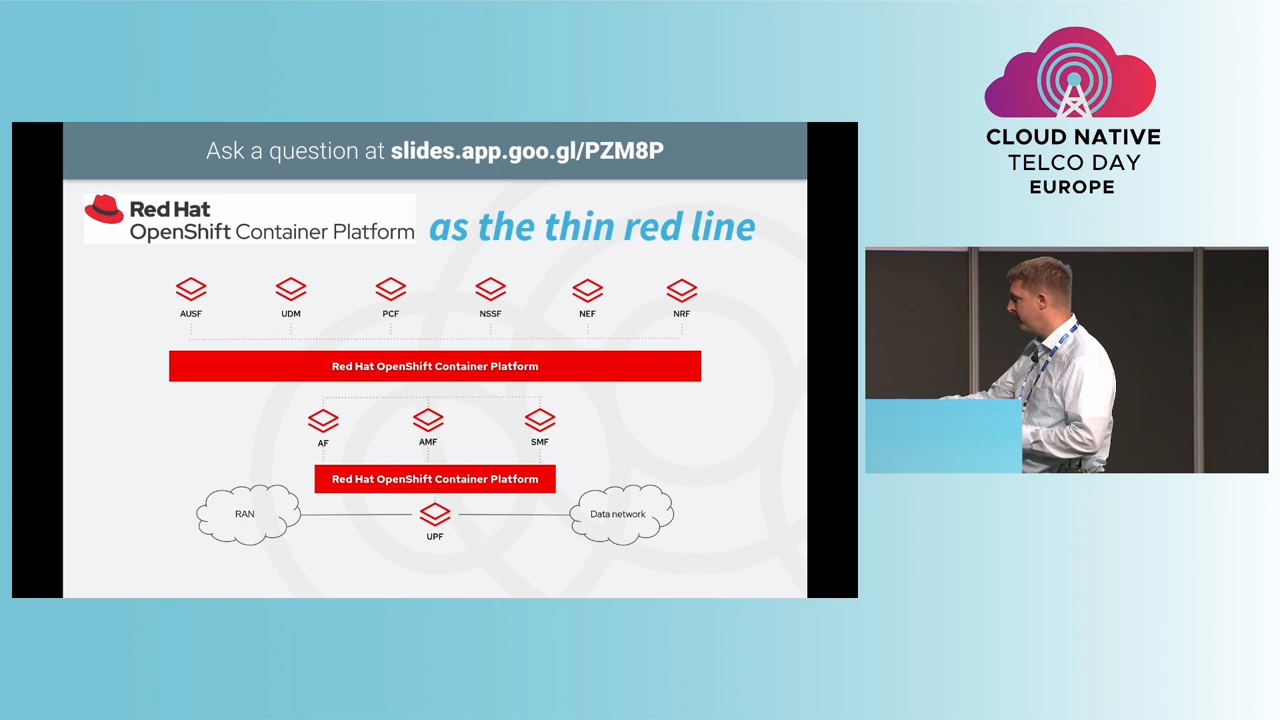 Ask a question at slides.app.goo.gl/PZM8P
Red Hat
OpenShift Container Platform
as the thin red line
AUSF
UDM
PCF
NSSF
NEF
NRF
Red Hat OpenShift Container Platform
AF
AMF
SMF
Red Hat OpenShift Container Platform
RAN
Data network
UPF
CLOUD NATIVE
TELCO DAY
EUROPE